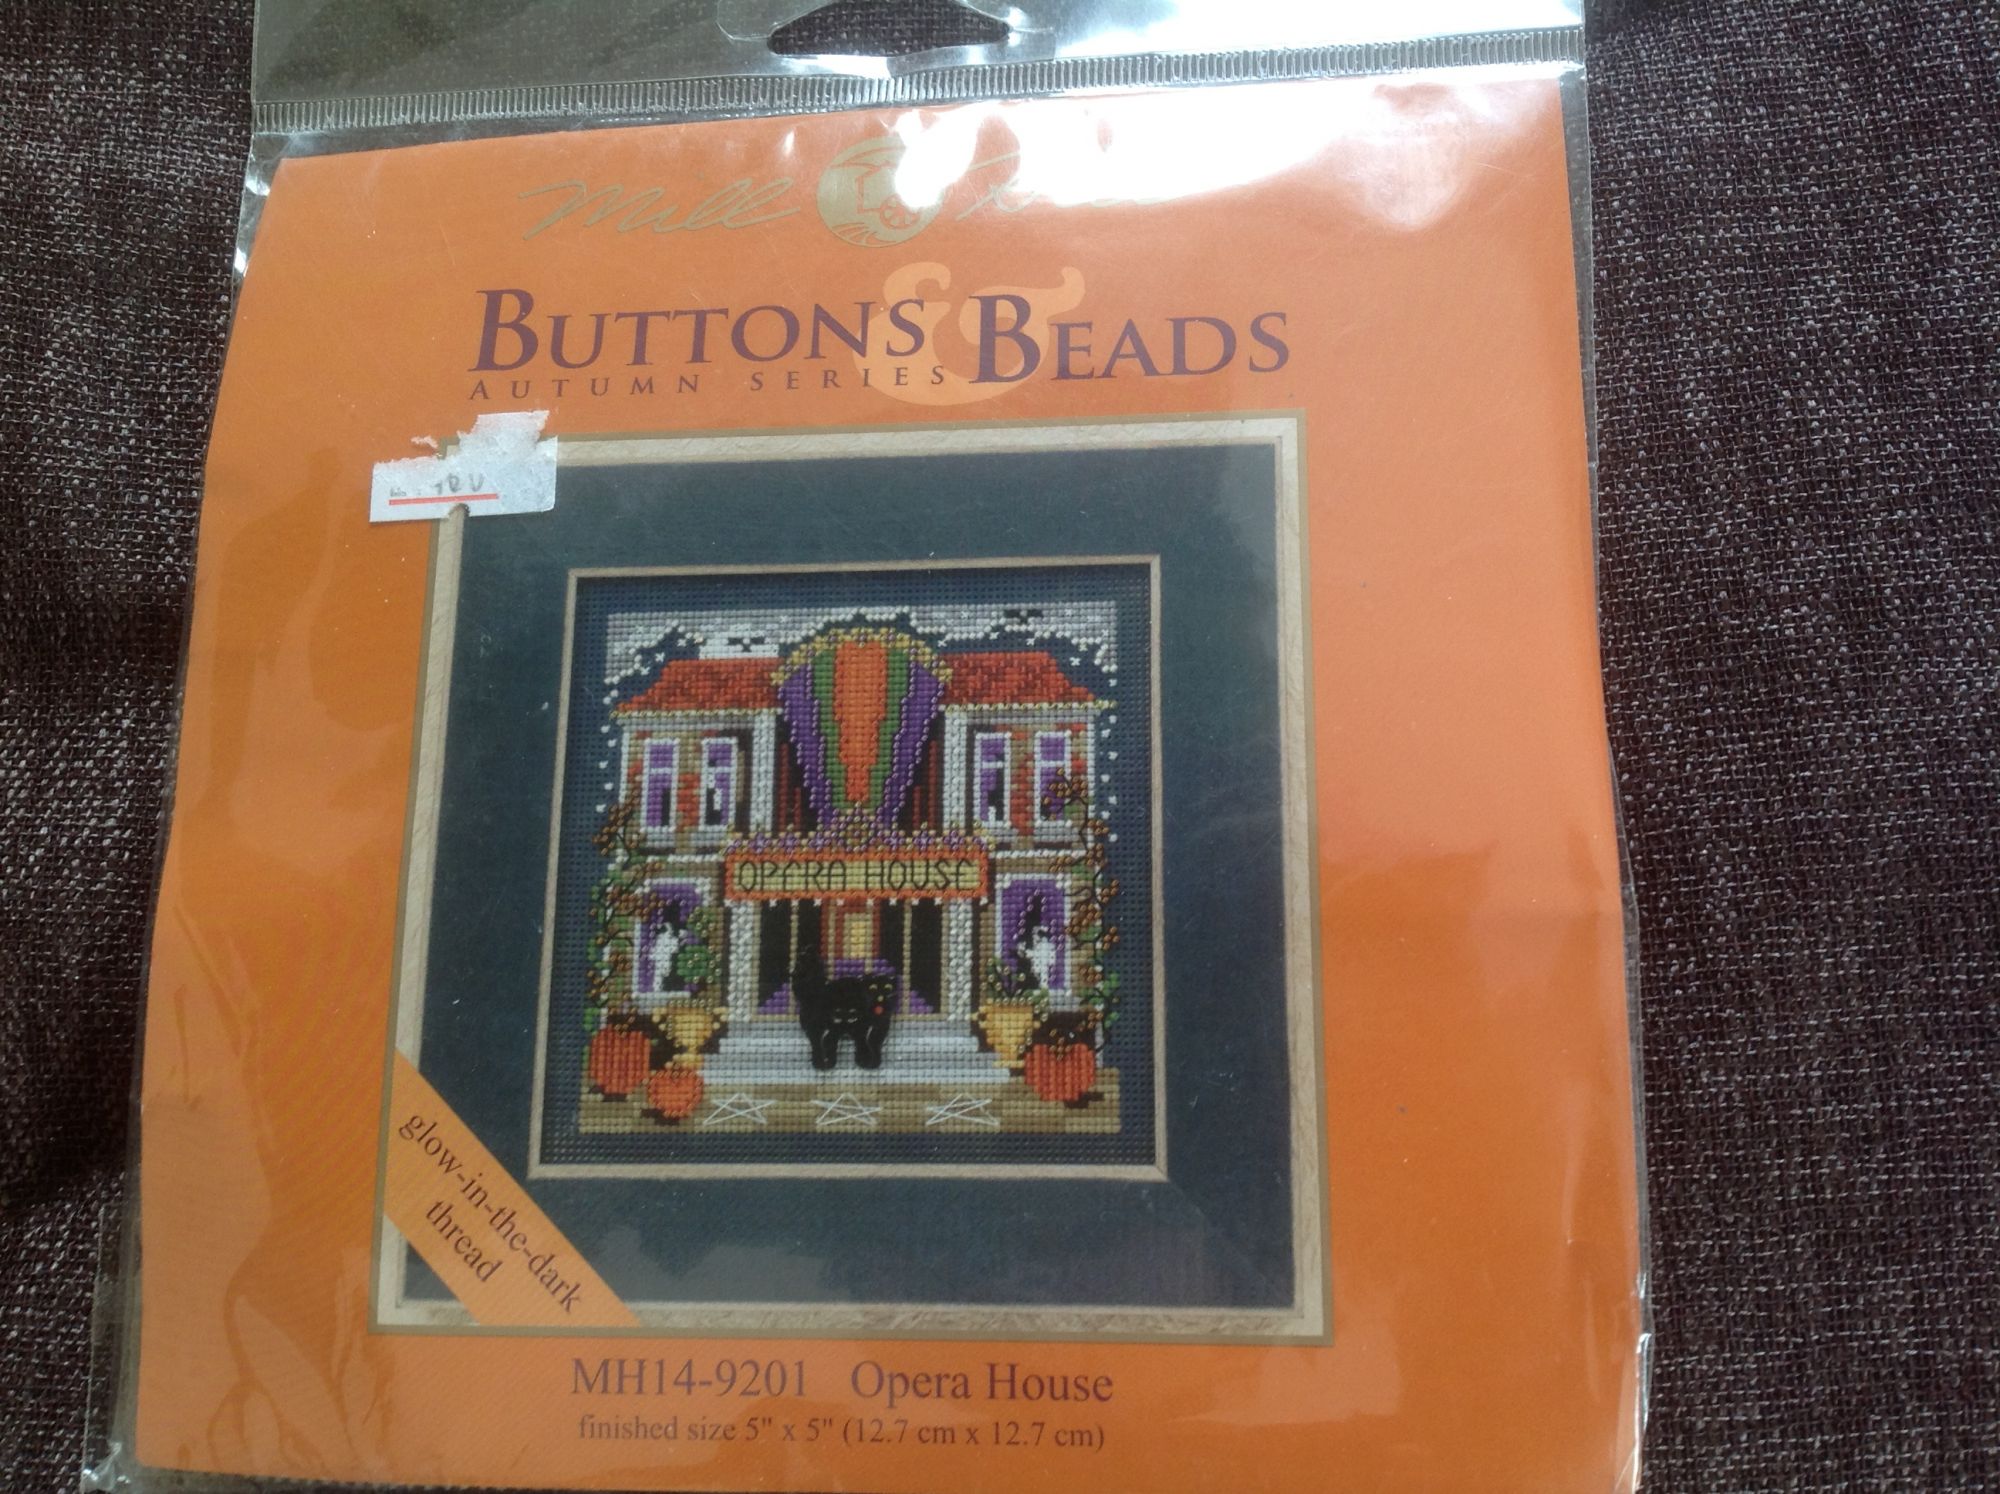 Mill
BUTTONS & BEADS
AUTUMN SERIES
OPERA HOUSE
glow-in-the-dark
thread
MH14-9201 Opera House
finished size 5" x 5" (12.7 cm x 12.7 cm)